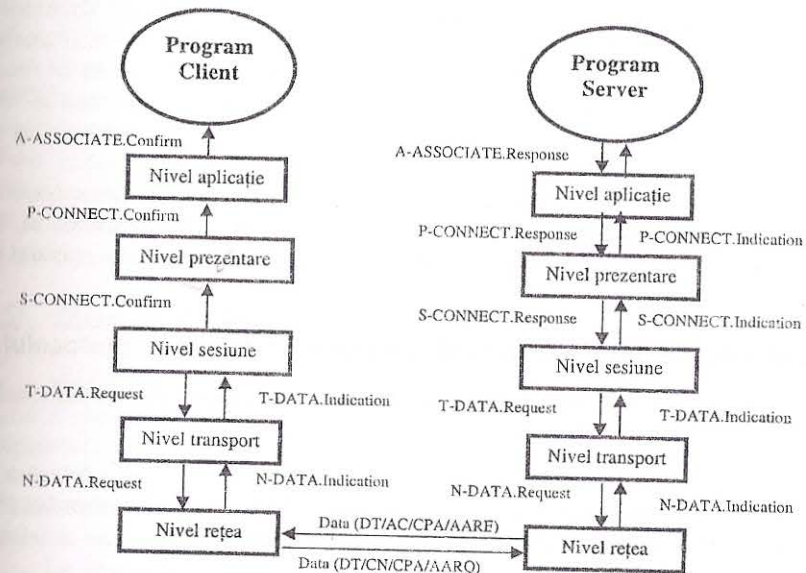 Program
Client
A-ASSOCIATE.Confirm
Nivel aplicație
P-CONNECT.Confirm
Nivel prezentare
S-CONNECT.Confirm
Nivel sesiune
T-DATA.Request
T-DATA.Indication
Nivel transport
N-DATA.Request
N-DATA.Indication
Nivel rețea
Program
Server
A-ASSOCIATE.Response
Nivel aplicație
P-CONNECT.Response
P-CONNECT.Indication
Nivel prezentare
S-CONNECT.Response
S-CONNECT.Indication
Nivel sesiune
T-DATA.Request
T-DATA.Indication
Nivel transport
N-DATA.Request
N-DATA.Indication
Nivel rețea
Data (DT/AC/CPA/AARE)
Data (DT/CN/CPA/AARQ)